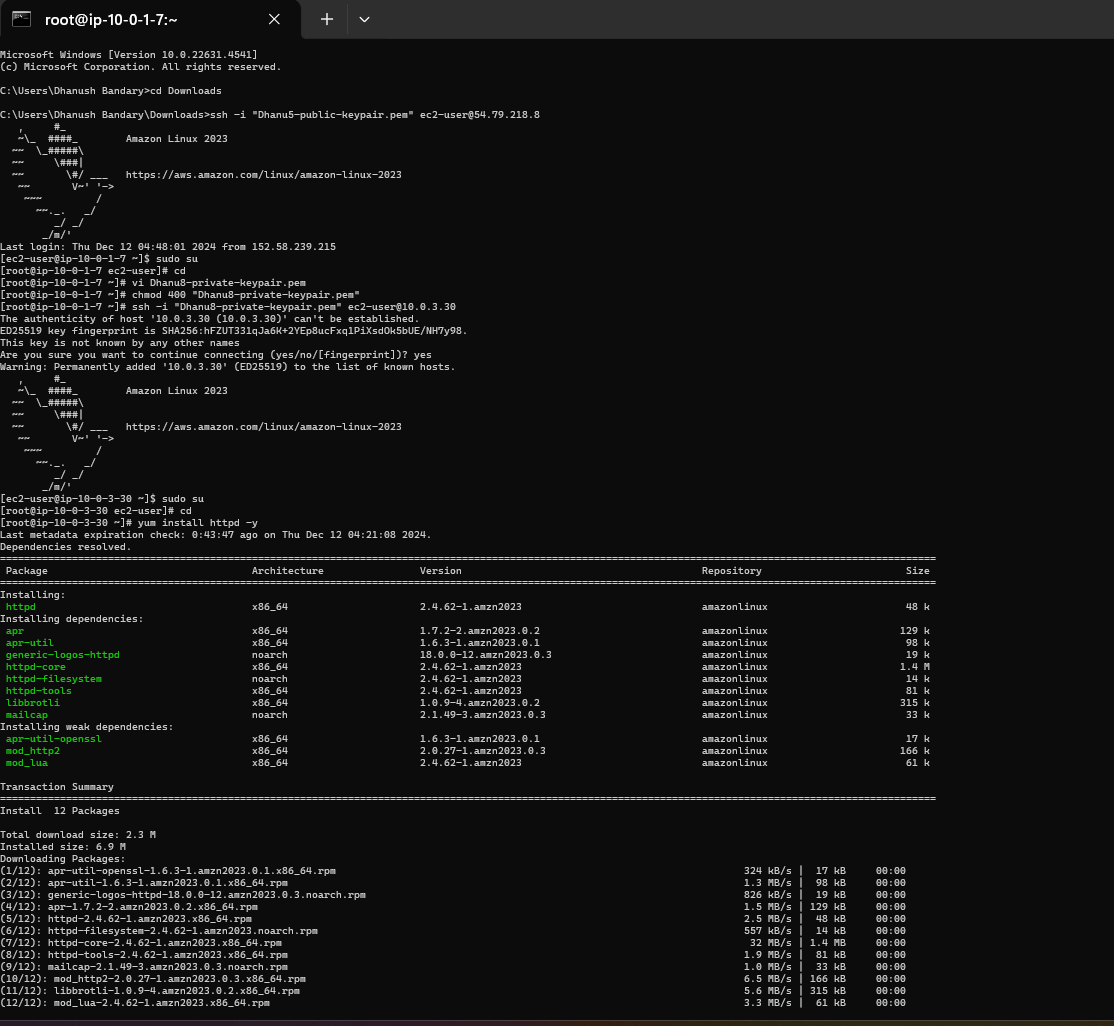 root@ip-10-0-1-7:~
Microsoft Windows [Version 10.0.22631.4541]
(c) Microsoft Corporation. All rights reserved.
C:\Users\Dhanush Bandary>cd Downloads
C:\Users\Dhanush Bandary\Downloads>ssh -i "Dhanu5-public-keypair.pem" ec2-user@54.79.218.8
   ,     #_
   ~\_  ####_        Amazon Linux 2023
  ~~  \_#####\
  ~~     \###|
  ~~       \#/ ___   https://aws.amazon.com/linux/amazon-linux-2023
   ~~       V~' '->
    ~~~         /
      ~~._.   _/
         _/ _/
       _/m/'
Last login: Thu Dec 12 04:48:01 2024 from 152.58.239.215
[ec2-user@ip-10-0-1-7 ~]$ sudo su
[root@ip-10-0-1-7 ec2-user]# cd
[root@ip-10-0-1-7 ~]# vi Dhanu8-private-keypair.pem
[root@ip-10-0-1-7 ~]# chmod 400 "Dhanu8-private-keypair.pem"
[root@ip-10-0-1-7 ~]# ssh -i "Dhanu8-private-keypair.pem" ec2-user@10.0.3.30
The authenticity of host '10.0.3.30 (10.0.3.30)' can't be established.
ED25519 key fingerprint is SHA256:hFZUT331qJa6K+2YEp8ucFxq1PiXsdOk5bUE/NH7y98.
This key is not known by any other names
Are you sure you want to continue connecting (yes/no/[fingerprint])? yes
Warning: Permanently added '10.0.3.30' (ED25519) to the list of known hosts.
   ,     #_
   ~\_  ####_        Amazon Linux 2023
  ~~  \_#####\
  ~~     \###|
  ~~       \#/ ___   https://aws.amazon.com/linux/amazon-linux-2023
   ~~       V~' '->
    ~~~         /
      ~~._.   _/
         _/ _/
       _/m/'
[ec2-user@ip-10-0-3-30 ~]$ sudo su
[root@ip-10-0-3-30 ec2-user]# cd
[root@ip-10-0-3-30 ~]# yum install httpd -y
Last metadata expiration check: 0:43:47 ago on Thu Dec 12 04:21:08 2024.
Dependencies resolved.
Package Architecture Version Repository Size
Installing:
httpd x86_64 2.4.62-1.amzn2023 amazonlinux 48 k
Installing dependencies:
apr x86_64 1.7.2-2.amzn2023.0.2 amazonlinux 129 k
apr-util x86_64 1.6.3-1.amzn2023.0.1 amazonlinux 98 k
generic-logos-httpd noarch 18.0.0-12.amzn2023.0.3 amazonlinux 19 k
httpd-core x86_64 2.4.62-1.amzn2023 amazonlinux 1.4 M
httpd-filesystem noarch 2.4.62-1.amzn2023 amazonlinux 14 k
httpd-tools x86_64 2.4.62-1.amzn2023 amazonlinux 81 k
libbrotli x86_64 1.0.9-4.amzn2023.0.2 amazonlinux 315 k
mailcap noarch 2.1.49-3.amzn2023.0.3 amazonlinux 33 k
Installing weak dependencies:
apr-util-openssl x86_64 1.6.3-1.amzn2023.0.1 amazonlinux 17 k
mod_http2 x86_64 2.0.27-1.amzn2023.0.3 amazonlinux 166 k
mod_lua x86_64 2.4.62-1.amzn2023 amazonlinux 61 k
Transaction Summary
Install  12 Packages
Total download size: 2.3 M
Installed size: 6.9 M
Downloading Packages:
(1/12): apr-util-openssl-1.6.3-1.amzn2023.0.1.x86_64.rpm 324 kB/s | 17 kB 00:00
(2/12): apr-util-1.6.3-1.amzn2023.0.1.x86_64.rpm 1.3 MB/s | 98 kB 00:00
(3/12): generic-logos-httpd-18.0.0-12.amzn2023.0.3.noarch.rpm 826 kB/s | 19 kB 00:00
(4/12): apr-1.7.2-2.amzn2023.0.2.x86_64.rpm 1.5 MB/s | 129 kB 00:00
(5/12): httpd-2.4.62-1.amzn2023.x86_64.rpm 2.5 MB/s | 48 kB 00:00
(6/12): httpd-filesystem-2.4.62-1.amzn2023.noarch.rpm 557 kB/s | 14 kB 00:00
(7/12): httpd-core-2.4.62-1.amzn2023.x86_64.rpm 32 MB/s | 1.4 MB 00:00
(8/12): httpd-tools-2.4.62-1.amzn2023.x86_64.rpm 1.9 MB/s | 81 kB 00:00
(9/12): mailcap-2.1.49-3.amzn2023.0.3.noarch.rpm 1.0 MB/s | 33 kB 00:00
(10/12): mod_http2-2.0.27-1.amzn2023.0.3.x86_64.rpm 6.5 MB/s | 166 kB 00:00
(11/12): libbrotli-1.0.9-4.amzn2023.0.2.x86_64.rpm 5.6 MB/s | 315 kB 00:00
(12/12): mod_lua-2.4.62-1.amzn2023.x86_64.rpm 3.3 MB/s | 61 kB 00:00